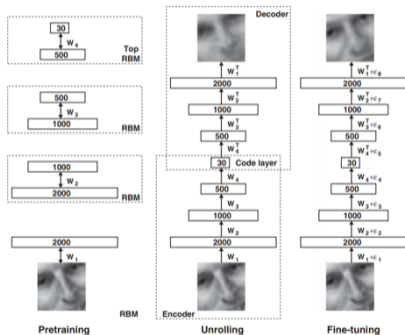 30
W₄
500
Top
RBM
500
W₃
1000
RBM
1000
W₂
2000
RBM
2000
W₁
RBM
Pretraining
Decoder
W₁ᵀ
2000
W₂ᵀ
1000
W₃ᵀ
500
W₄ᵀ
30
Code layer
W₄
500
W₃
1000
W₂
2000
W₁
Encoder
Unrolling
W₁ᵀ+ε₈
2000
W₂ᵀ+ε₇
1000
W₃ᵀ+ε₆
500
W₄ᵀ+ε₅
30
W₄+ε₄
500
W₃+ε₃
1000
W₂+ε₂
2000
W₁+ε₁
Fine-tuning